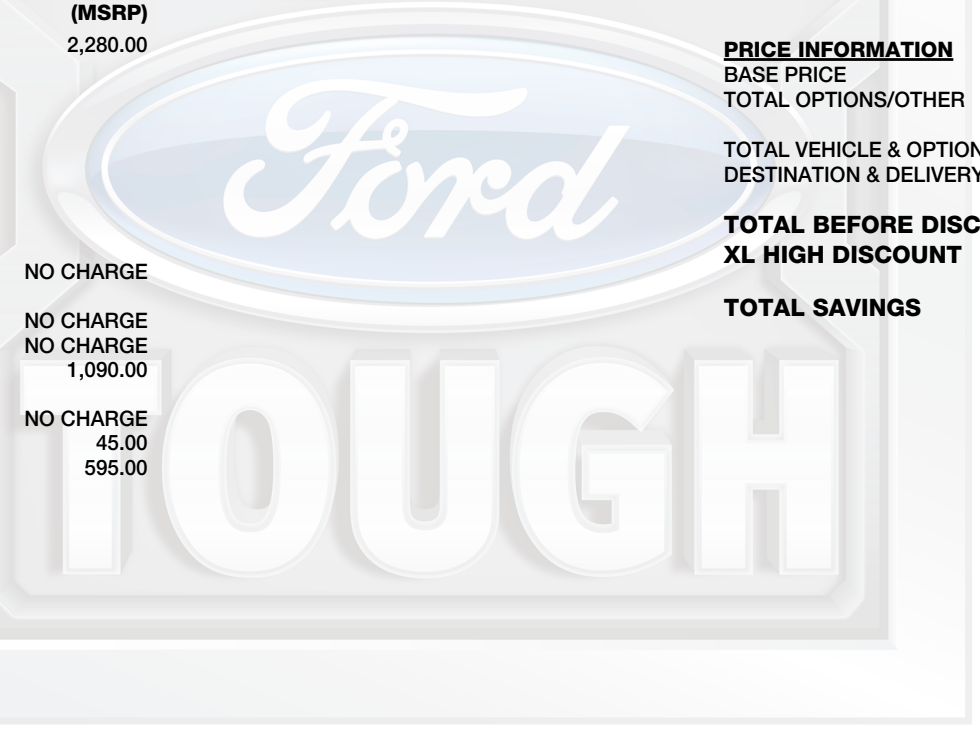 (MSRP)
2,280.00
NO CHARGE
NO CHARGE
NO CHARGE
1,090.00
NO CHARGE
45.00
595.00
PRICE INFORMATION
BASE PRICE
TOTAL OPTIONS/OTHER
TOTAL VEHICLE & OPTION
DESTINATION & DELIVERY
TOTAL BEFORE DISC
XL HIGH DISCOUNT
TOTAL SAVINGS
Ford
TOUGH